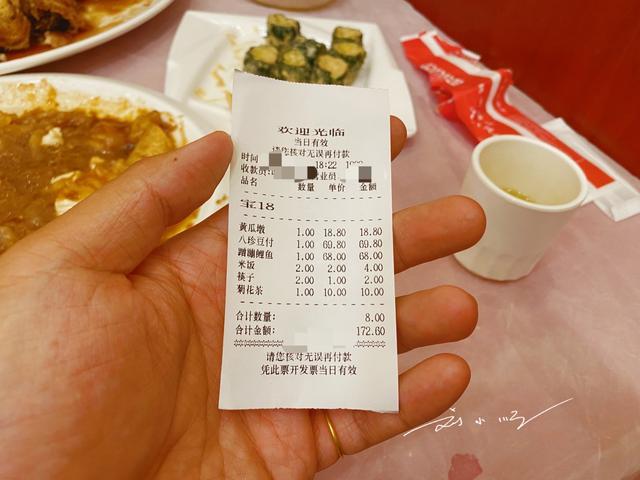 欢迎光临
当日有效
请您核对无误再付款
时间 18:22
收款员: 业员
品名 数量 单价 金额
宝18
黄瓜墩 1.00 18.80 18.80
八珍豆付 1.00 69.80 69.80
蹦蹦鲤鱼 1.00 68.00 68.00
米饭 2.00 2.00 4.00
筷子 2.00 1.00 2.00
菊花茶 1.00 10.00 10.00
合计数量: 8.00
合计金额: 172.60
请您核对无误再付款
凭此票开发票当日有效
刘小顺